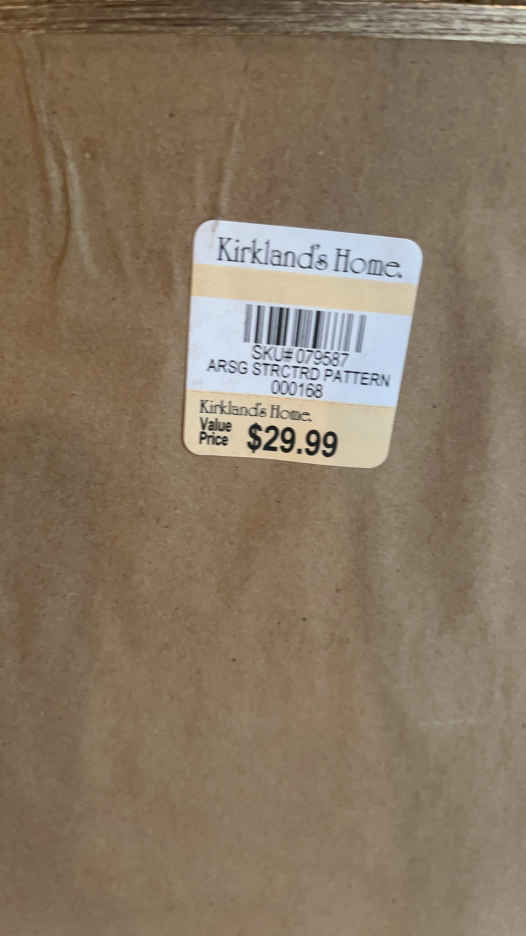 Kirkland's Home.
SKU# 079587
ARSG STRCTRD PATTERN
000168
Kirkland's Home.
Value
Price $29.99